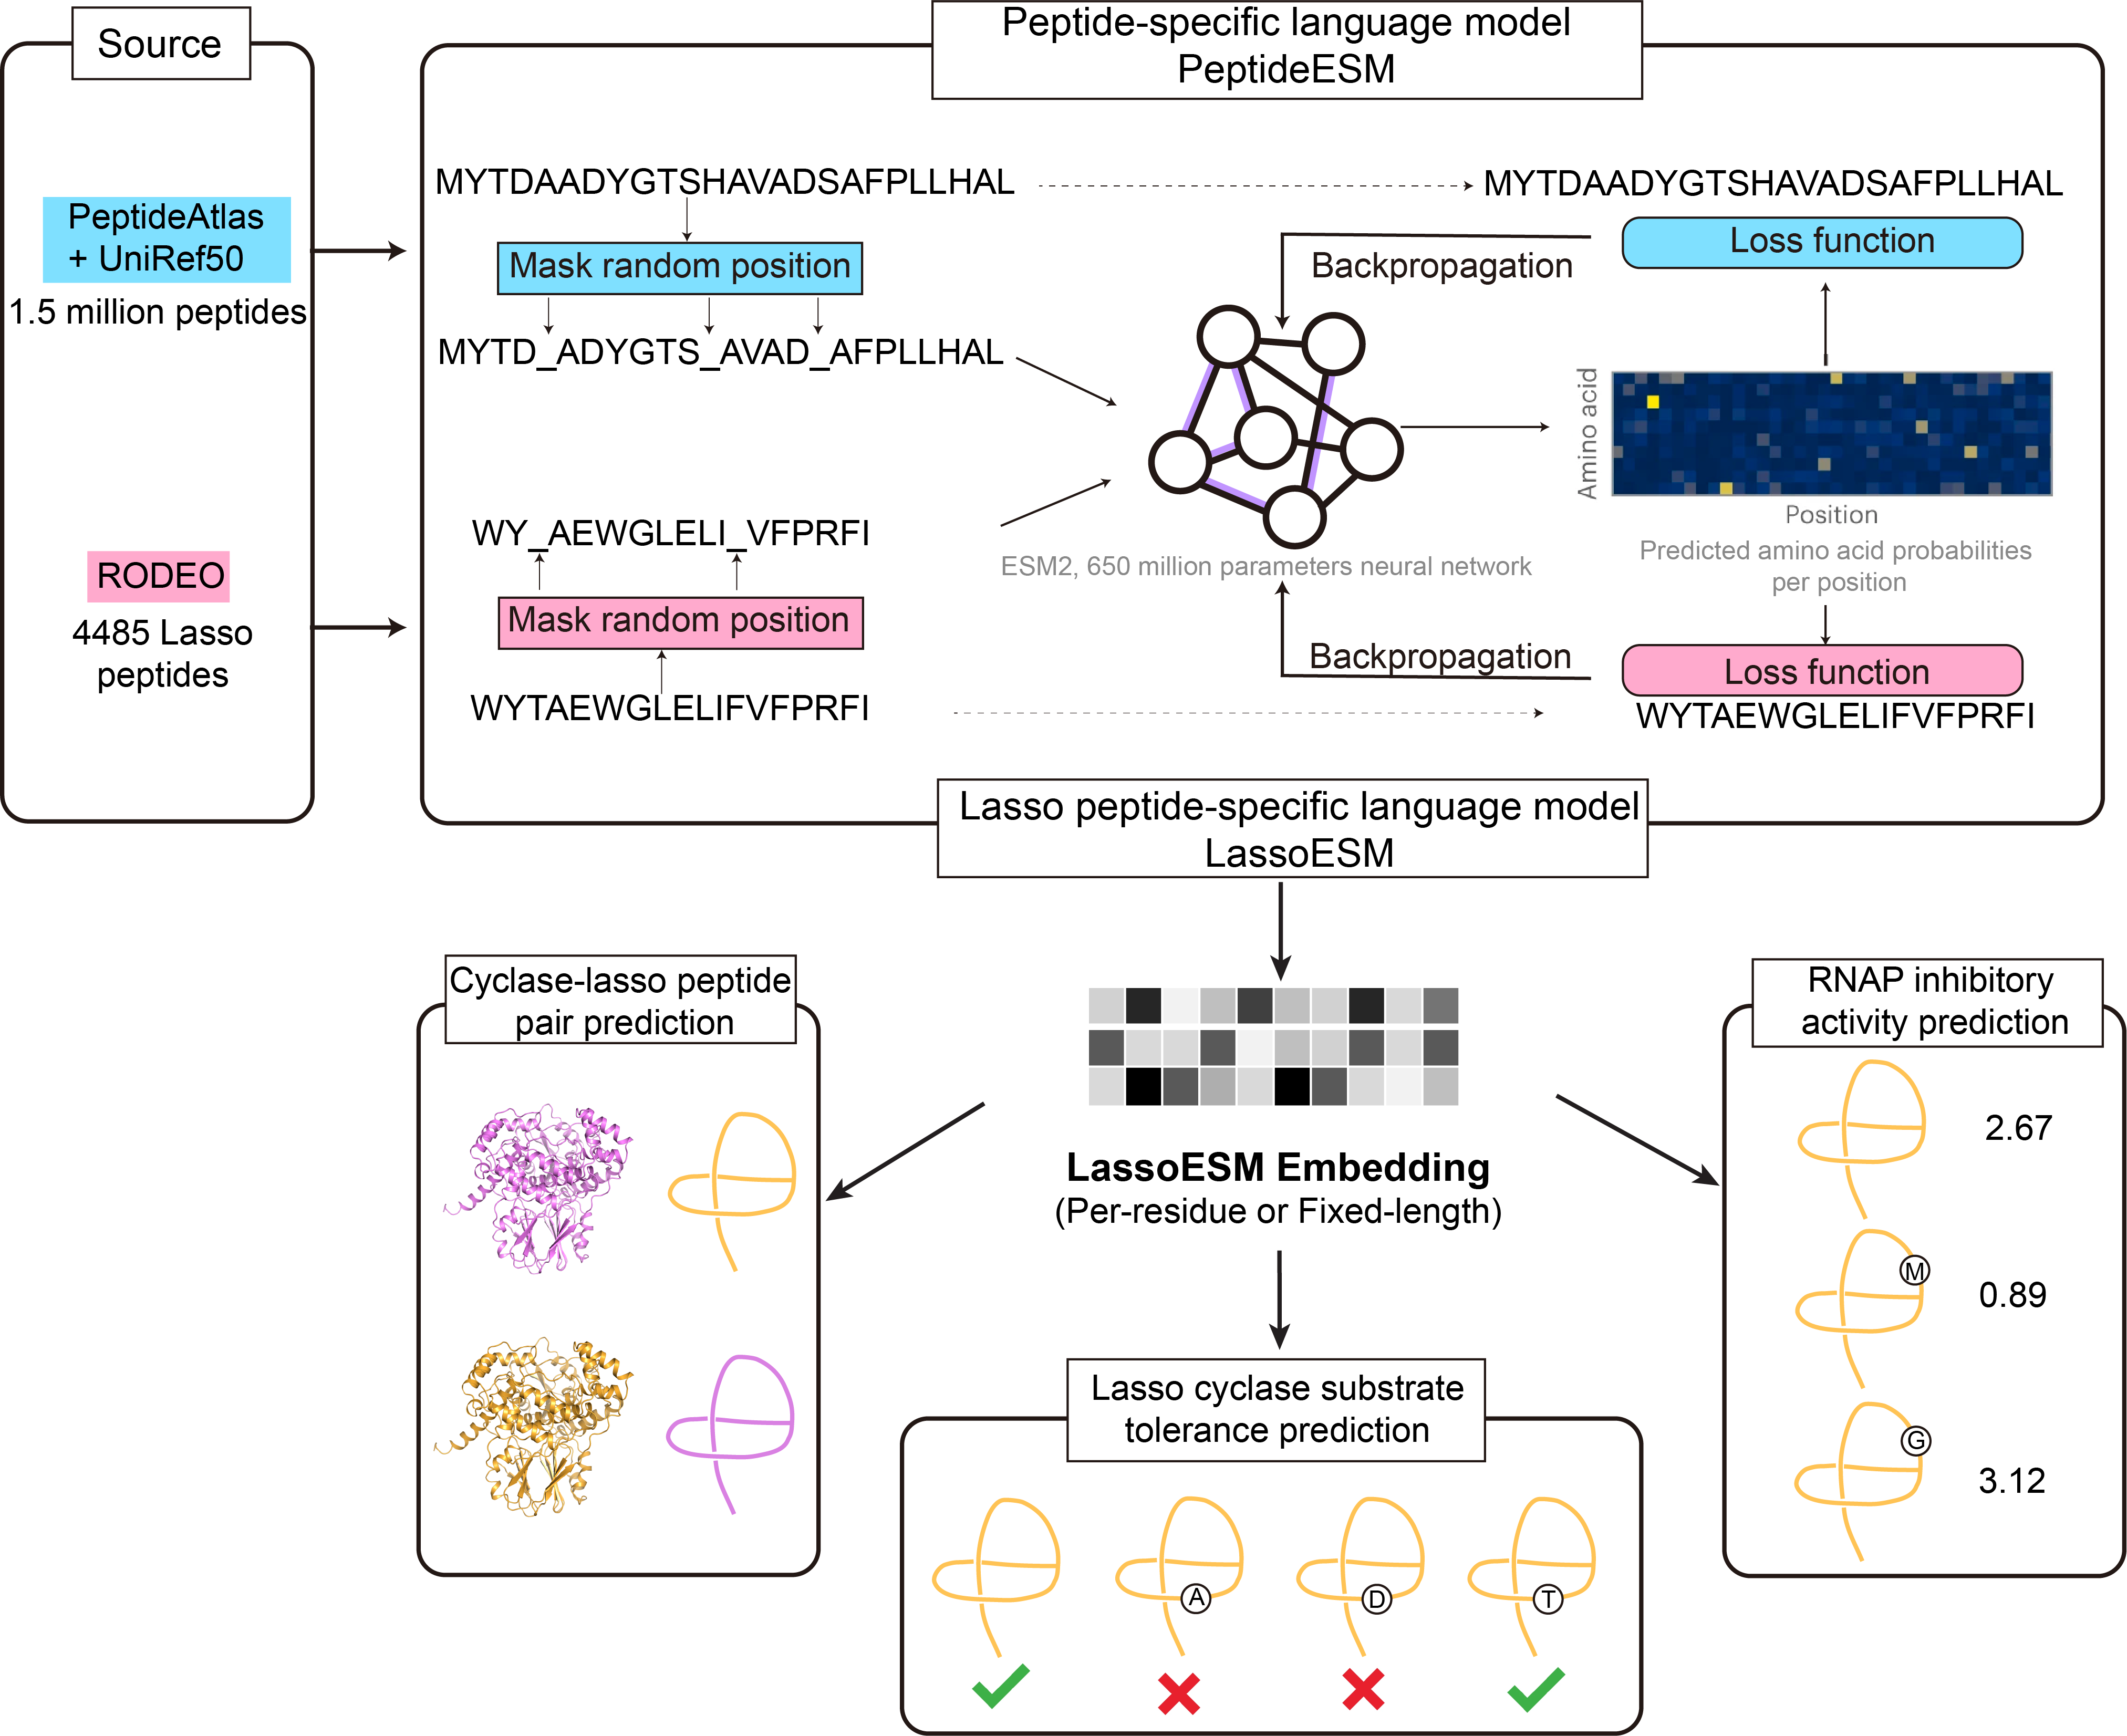 Source
PeptideAtlas
+ UniRef50
1.5 million peptides
RODEO
4485 Lasso
peptides
Peptide-specific language model
PeptideESM
MYTDAADYGTSHAVADSAFPLLHAL
MYTDAADYGTSHAVADSAFPLLHAL
Mask random position
MYTD_ADYGTS_AVAD_AFPLLHAL
Loss function
Backpropagation
Amino acid
Position
Predicted amino acid probabilities
per position
ESM2, 650 million parameters neural network
WY_AEWGLELI_VFPRFI
Mask random position
WYTAEWGLELIFVFPRFI
Backpropagation
Loss function
WYTAEWGLELIFVFPRFI
Lasso peptide-specific language model
LassoESM
LassoESM Embedding
(Per-residue or Fixed-length)
Cyclase-lasso peptide
pair prediction
Lasso cyclase substrate
tolerance prediction
A
D
T
RNAP inhibitory
activity prediction
2.67
M
0.89
G
3.12